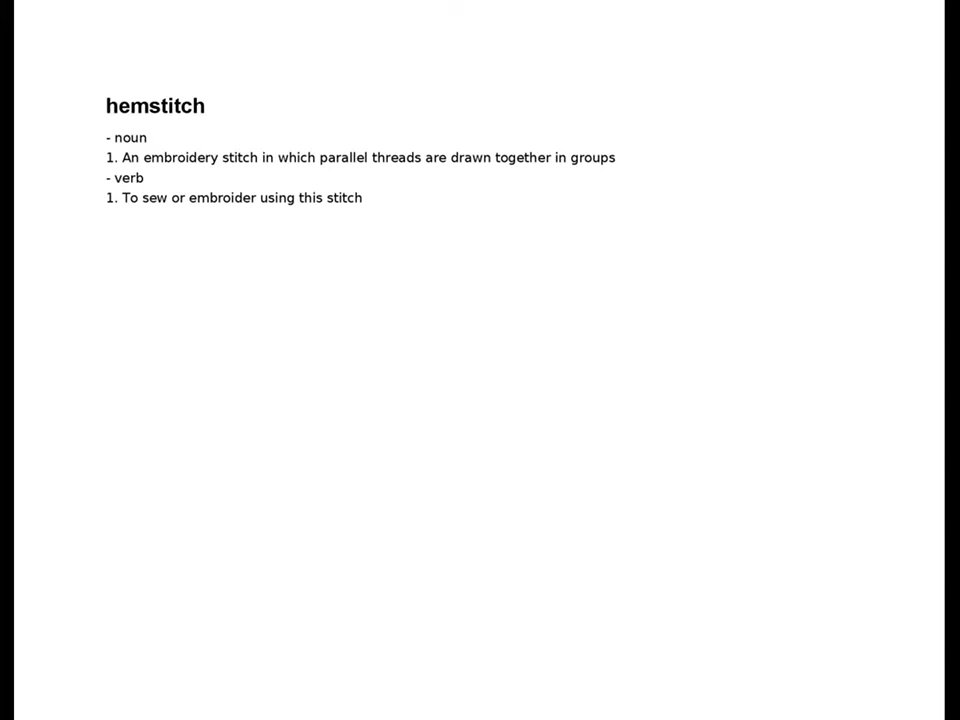 hemstitch
- noun
1. An embroidery stitch in which parallel threads are drawn together in groups
- verb
1. To sew or embroider using this stitch